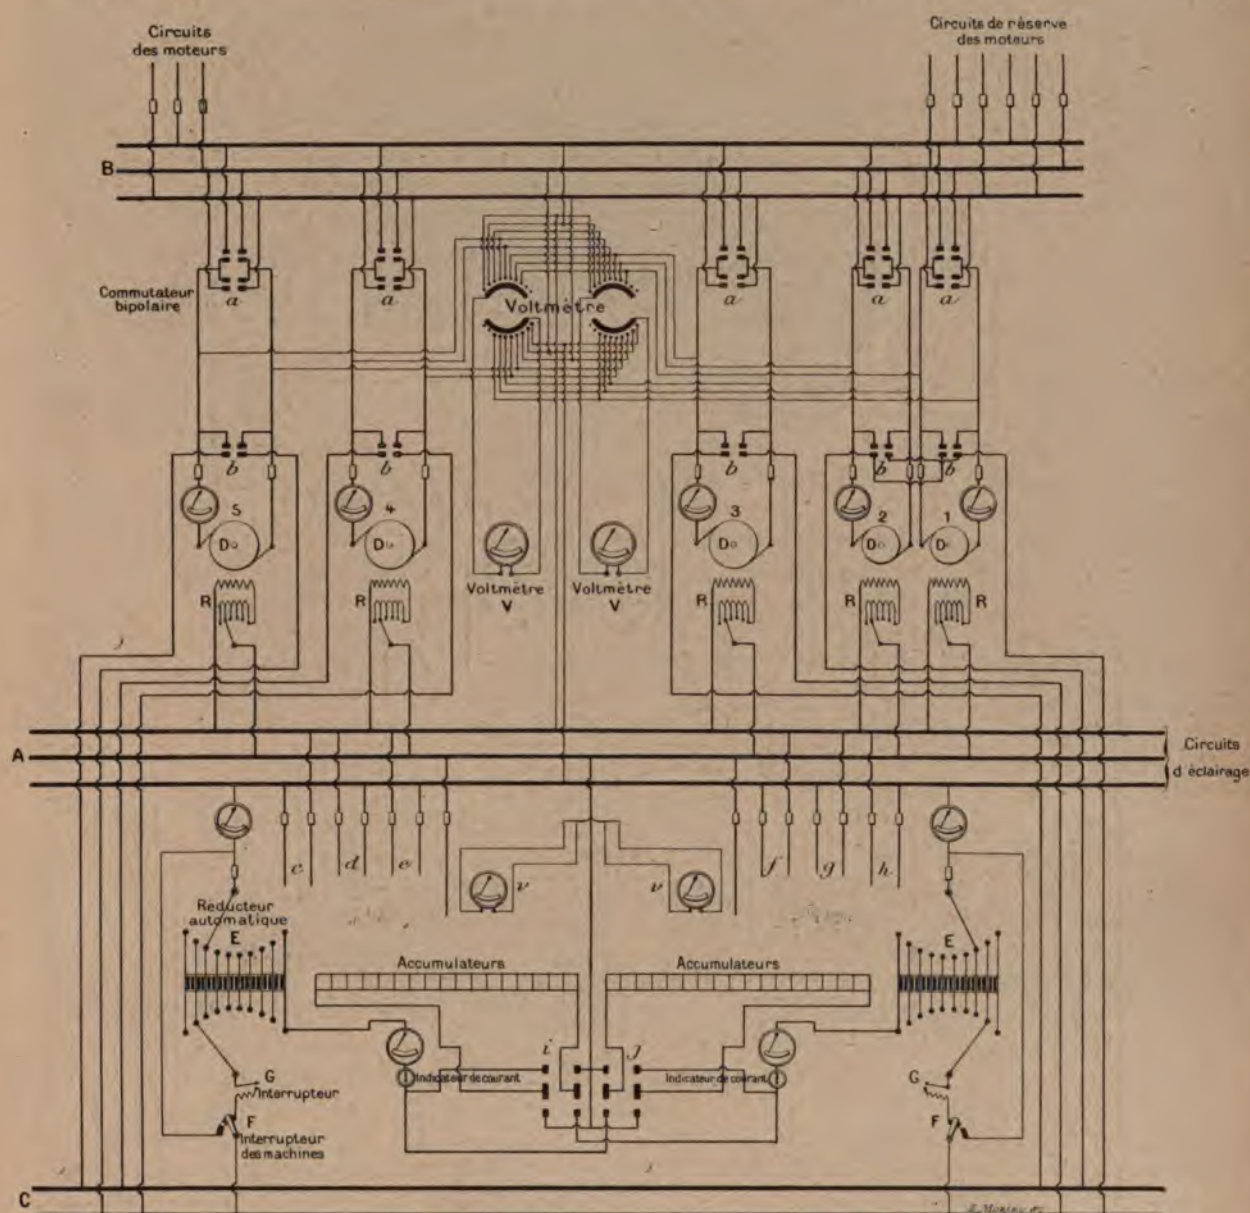 Circuits
des moteurs
Circuits de réserve
des moteurs
B
Commutateur
bipolaire
a
a
a
a
a
Voltmètre
b
b
b
b
b
5
4
3
2
1
D
D
D
D
D
R
R
R
R
R
Voltmètre
V
Voltmètre
V
A
Circuits
d'éclairage
c
d
e
f
g
h
v
v
Réducteur
automatique
E
E
Accumulateurs
Accumulateurs
i
j
Indicateur de courant
Indicateur de courant
G
Interrupteur
G
F
Interrupteur
des machines
F
C